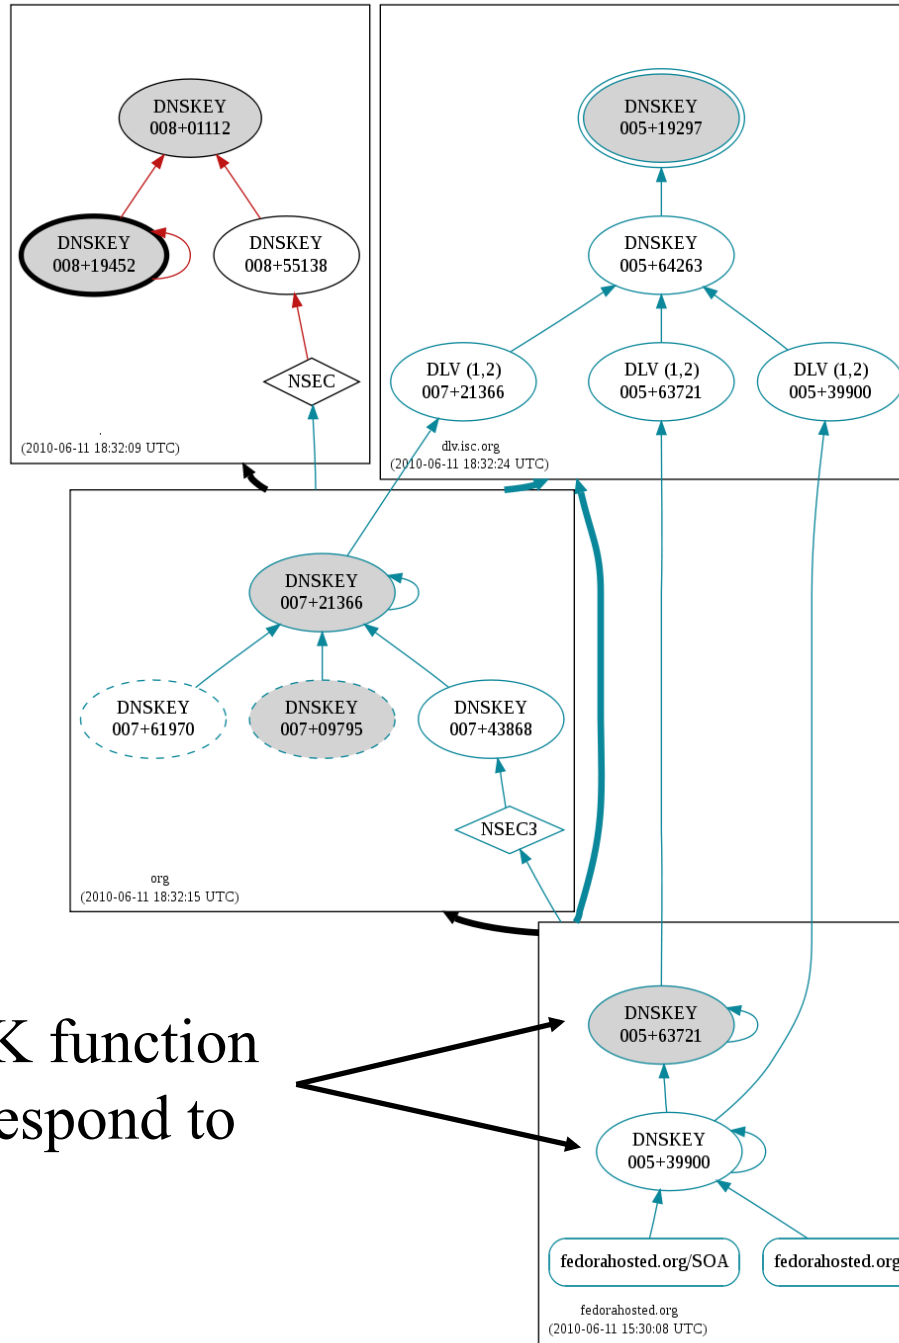 DNSKEY
008+01112
DNSKEY
008+19452
DNSKEY
008+55138
NSEC
.
(2010-06-11 18:32:09 UTC)
DNSKEY
005+19297
DNSKEY
005+64263
DLV (1,2)
007+21366
DLV (1,2)
005+63721
DLV (1,2)
005+39900
dlv.isc.org
(2010-06-11 18:32:24 UTC)
DNSKEY
007+21366
DNSKEY
007+61970
DNSKEY
007+09795
DNSKEY
007+43868
NSEC3
org
(2010-06-11 18:32:15 UTC)
K function
espond to
DNSKEY
005+63721
DNSKEY
005+39900
fedorahosted.org/SOA
fedorahosted.org
fedorahosted.org
(2010-06-11 15:30:08 UTC)